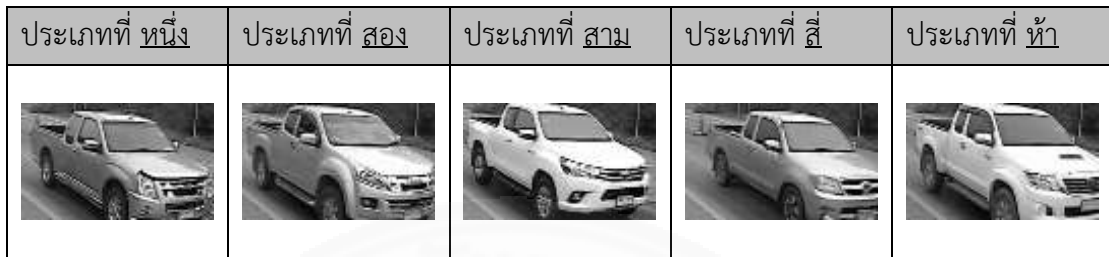 ประเภทที่ หนึ่ง
ประเภทที่ สอง
ประเภทที่ สาม
ประเภทที่ สี่
ประเภทที่ ห้า